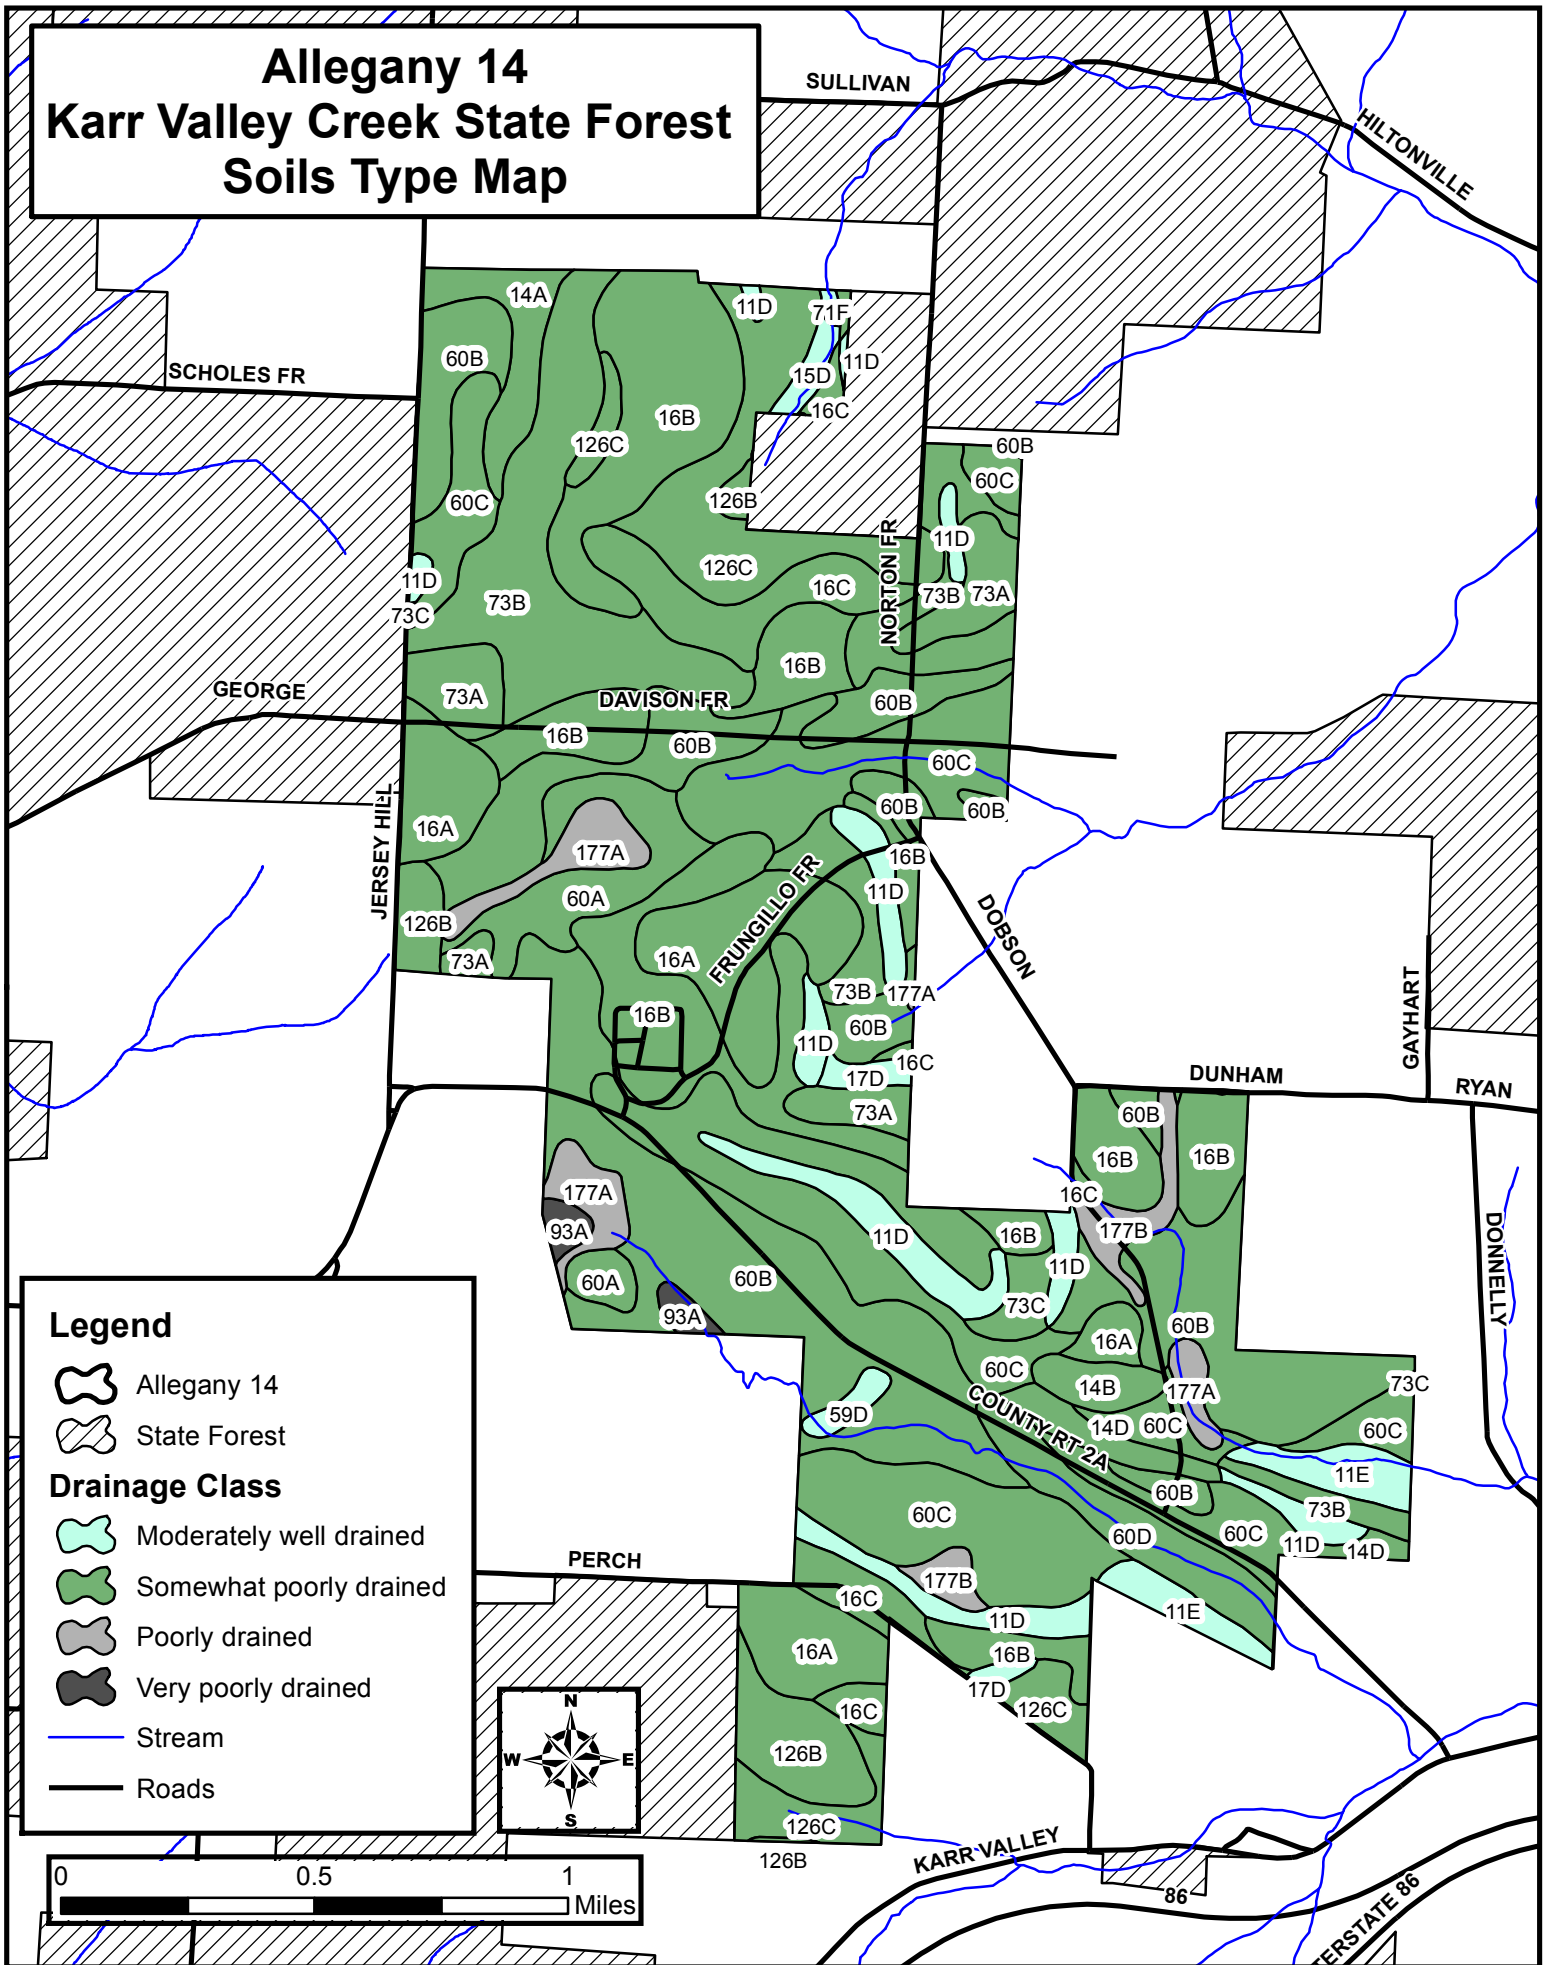 Allegany 14
Karr Valley Creek State Forest
Soils Type Map
SULLIVAN
HILTONVILLE
14A
11D
71F
60B
11D
SCHOLES FR
15D
16C
16B
126C
60B
60C
60C
126B
11D
NORTON FR
126C
11D
16C
73B
73A
73C
73B
16B
GEORGE
73A
DAVISON FR
60B
16B
60B
60C
JERSEY HILL
60B
60B
16A
177A
16B
FRUNGILLO FR
11D
60A
126B
DOBSON
73A
16A
73B
177A
GAYHART
16B
60B
11D
16C
17D
DUNHAM
RYAN
73A
60B
16B
16B
177A
16C
93A
11D
16B
177B
DONNELLY
11D
60A
60B
73C
93A
60B
16A
60C
14B
177A
73C
COUNTY RT 2A
59D
14D
60C
60C
11E
60B
73B
60C
60D
60C
11D
14D
PERCH
177B
16C
11E
11D
16A
16B
17D
16C
126C
126B
126C
126B
KARR VALLEY
86
TERSTATE 86
Legend
Allegany 14
State Forest
Drainage Class
Moderately well drained
Somewhat poorly drained
Poorly drained
Very poorly drained
Stream
Roads
N
W E
S
0 0.5 1
Miles